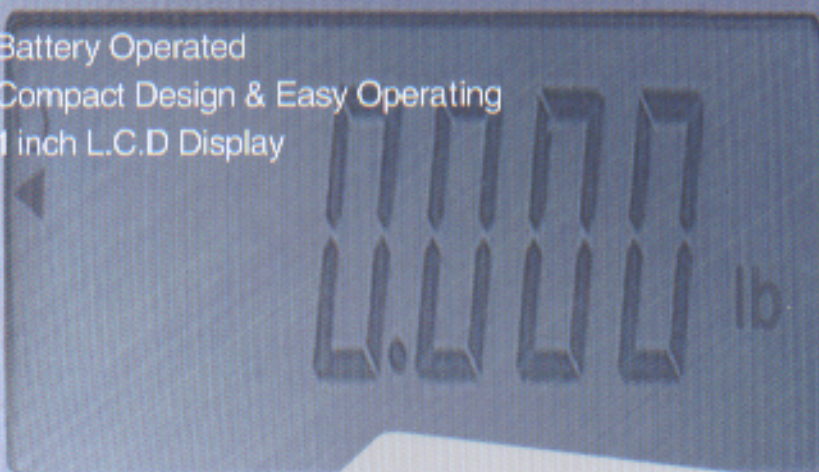 Battery Operated
Compact Design & Easy Operating
1 inch L.C.D Display
0.000 lb